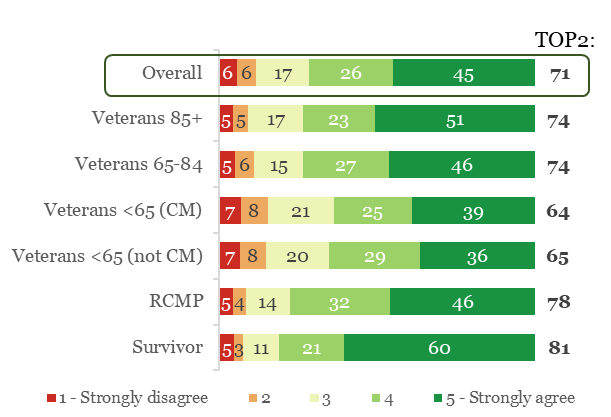 TOP2:
Overall 6 6 17 26 45 71
Veterans 85+ 5 5 17 23 51 74
Veterans 65-84 5 6 15 27 46 74
Veterans <65 (CM) 7 8 21 25 39 64
Veterans <65 (not CM) 7 8 20 29 36 65
RCMP 5 4 14 32 46 78
Survivor 5 3 11 21 60 81
1 - Strongly disagree 2 3 4 5 - Strongly agree